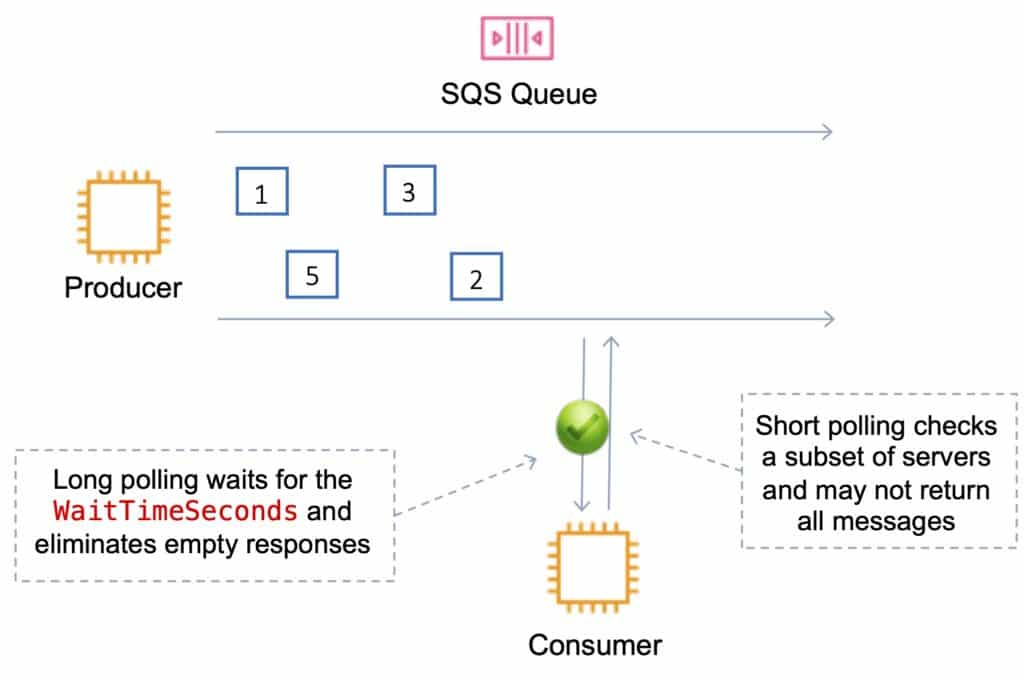 SQS Queue
1
3
5
2
Producer
Long polling waits for the
WaitTimeSeconds and
eliminates empty responses
Short polling checks
a subset of servers
and may not return
all messages
Consumer